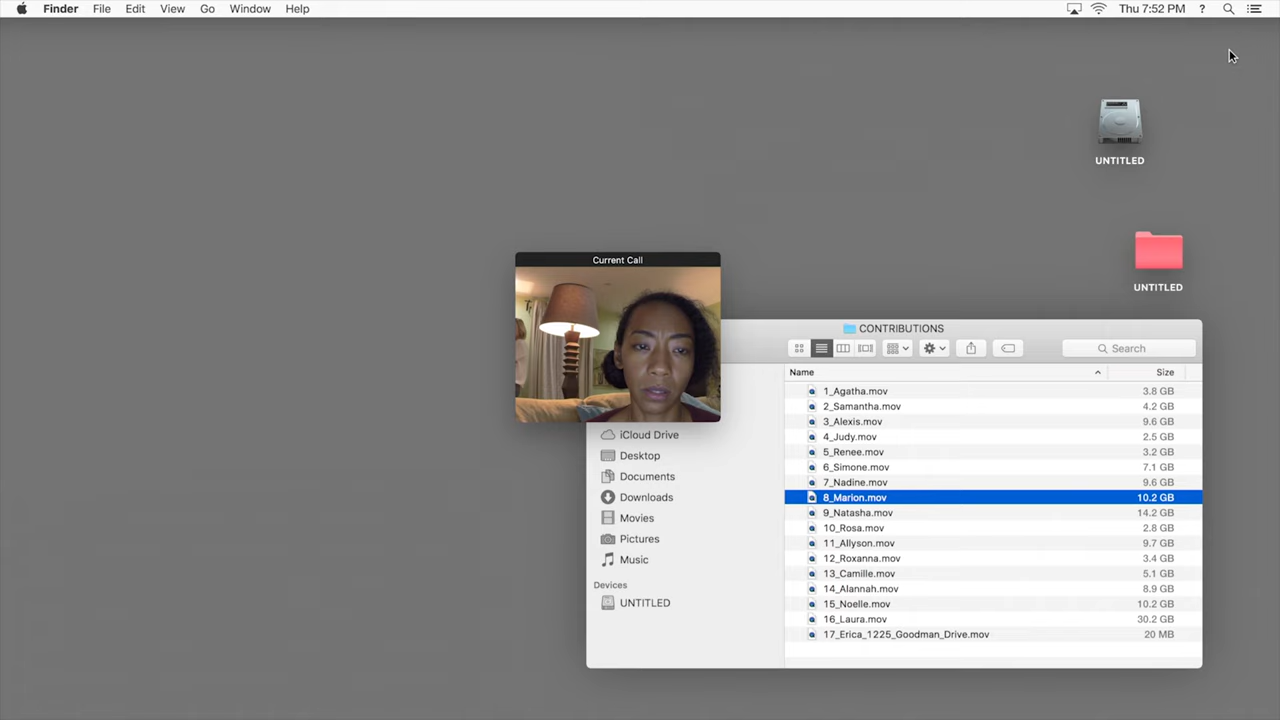 Finder File Edit View Go Window Help Thu 7:52 PM ?
UNTITLED
UNTITLED
Current Call
CONTRIBUTIONS
Search
Name Size
1_Agatha.mov 3.8 GB
2_Samantha.mov 4.2 GB
3_Alexis.mov 9.6 GB
iCloud Drive
4_Judy.mov 2.5 GB
Desktop
5_Renee.mov 3.2 GB
6_Simone.mov 7.1 GB
Documents
7_Nadine.mov 9.6 GB
Downloads
8_Marion.mov 10.2 GB
9_Natasha.mov 14.2 GB
Movies
10_Rosa.mov 2.8 GB
Pictures
11_Allyson.mov 9.7 GB
Music
12_Roxanna.mov 3.4 GB
13_Camille.mov 5.1 GB
Devices
14_Alannah.mov 8.9 GB
UNTITLED
15_Noelle.mov 10.2 GB
16_Laura.mov 30.2 GB
17_Erica_1225_Goodman_Drive.mov 20 MB